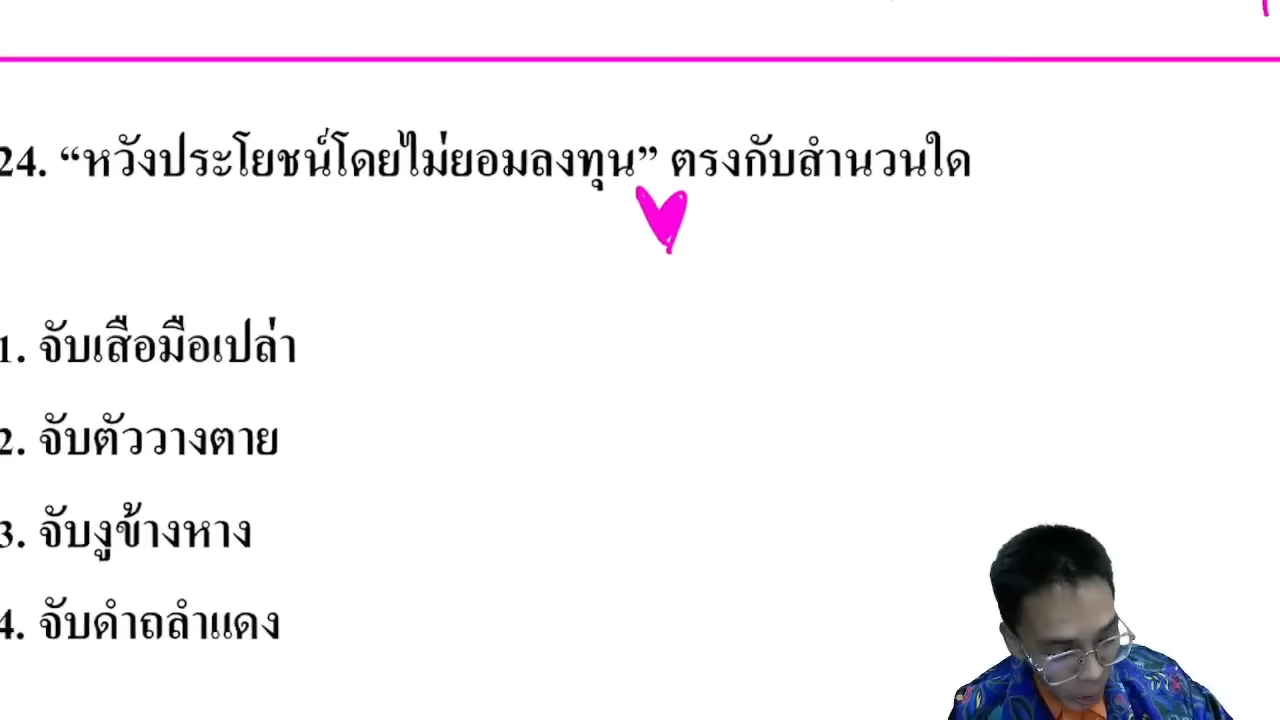 24. “หวังประโยชน์โดยไม่ยอมลงทุน” ตรงกับสำนวนใด
1. จับเสือมือเปล่า
2. จับตัววางตาย
3. จับงูข้างหาง
4. จับดำถลำแดง